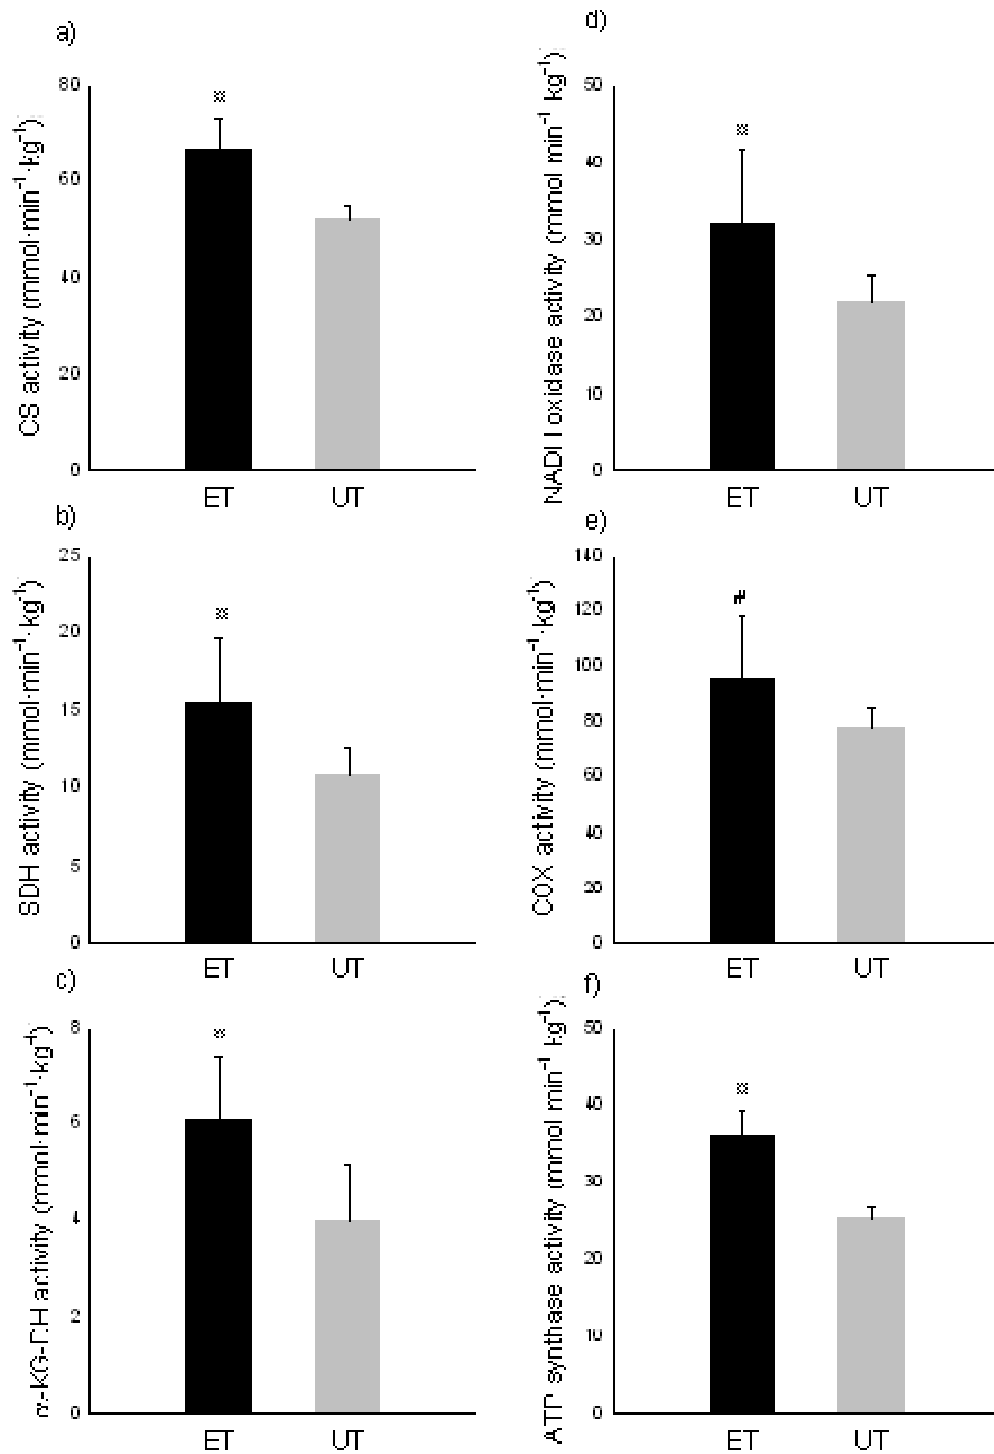 a)
CS activity (mmol·min⁻¹·kg⁻¹)
80
60
40
20
0
*
ET UT
b)
SDH activity (mmol·min⁻¹·kg⁻¹)
25
20
15
10
5
0
*
ET UT
c)
α-KG-DH activity (mmol·min⁻¹·kg⁻¹)
8
6
4
2
0
*
ET UT
d)
NADH oxidase activity (mmol min⁻¹ kg⁻¹)
50
40
30
20
10
0
*
ET UT
e)
COX activity (mmol·min⁻¹·kg⁻¹)
140
120
100
80
60
40
20
0
#
ET UT
f)
ATP synthase activity (mmol min⁻¹ kg⁻¹)
50
40
30
20
10
0
*
ET UT